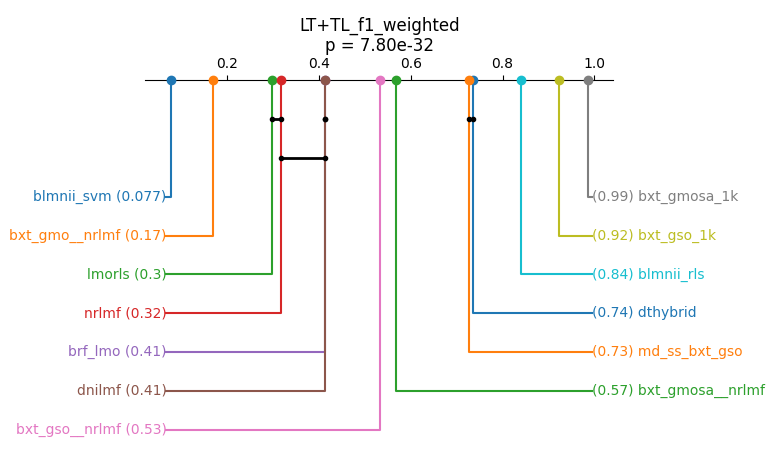 LT+TL_f1_weighted
p = 7.80e-32
0.2 0.4 0.6 0.8 1.0
blmnii_svm (0.077) (0.99) bxt_gmosa_1k
bxt_gmo__nrlmf (0.17) (0.92) bxt_gso_1k
lmorls (0.3) (0.84) blmnii_rls
nrlmf (0.32) (0.74) dthybrid
brf_lmo (0.41) (0.73) md_ss_bxt_gso
dnilmf (0.41) (0.57) bxt_gmosa__nrlmf
bxt_gso__nrlmf (0.53)